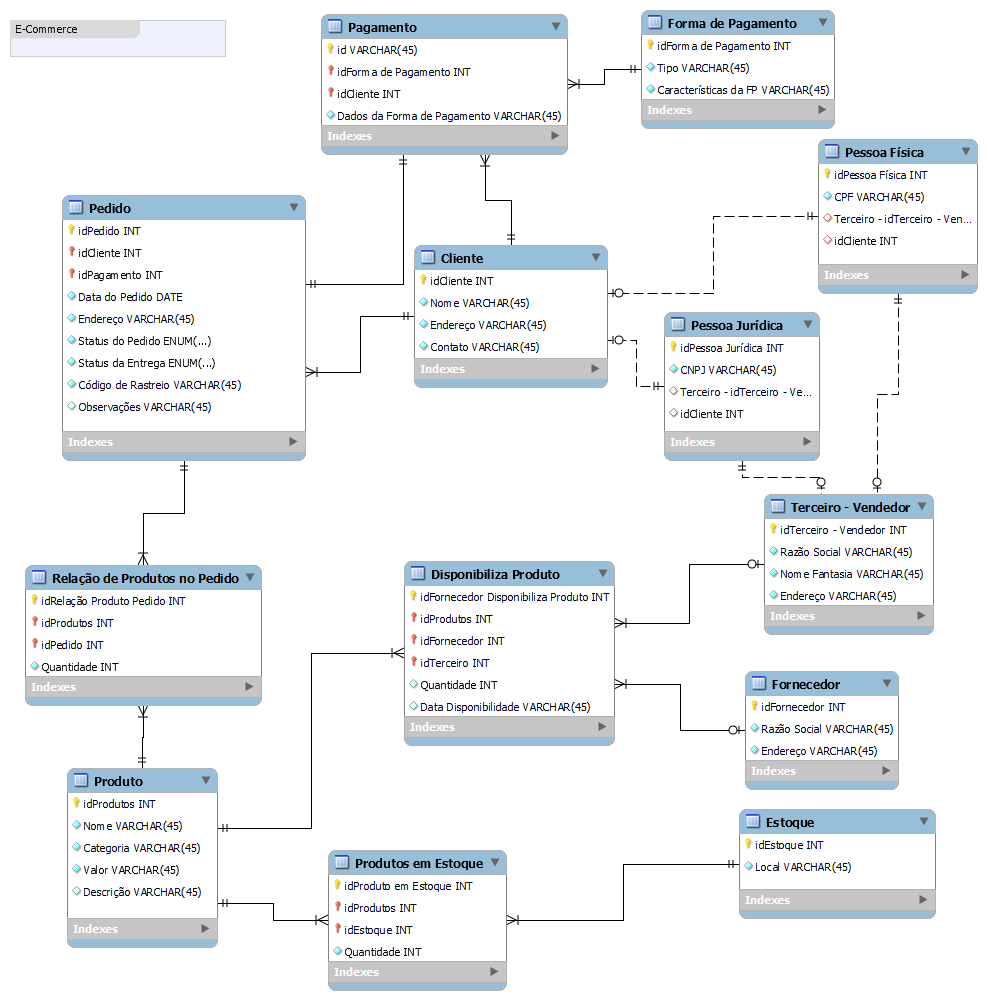 E-Commerce
Pagamento
id VARCHAR(45)
idForma de Pagamento INT
idCliente INT
Dados da Forma de Pagamento VARCHAR(45)
Indexes
Forma de Pagamento
idForma de Pagamento INT
Tipo VARCHAR(45)
Características da FP VARCHAR(45)
Indexes
Pessoa Física
idPessoa Física INT
CPF VARCHAR(45)
Terceiro - idTerceiro - Ven...
idCliente INT
Indexes
Pedido
idPedido INT
idCliente INT
idPagamento INT
Data do Pedido DATE
Endereço VARCHAR(45)
Status do Pedido ENUM(...)
Status da Entrega ENUM(...)
Código de Rastreio VARCHAR(45)
Observações VARCHAR(45)
Indexes
Cliente
idCliente INT
Nome VARCHAR(45)
Endereço VARCHAR(45)
Contato VARCHAR(45)
Indexes
Pessoa Jurídica
idPessoa Jurídica INT
CNPJ VARCHAR(45)
Terceiro - idTerceiro - Ve...
idCliente INT
Indexes
Terceiro - Vendedor
idTerceiro - Vendedor INT
Razão Social VARCHAR(45)
Nome Fantasia VARCHAR(45)
Endereço VARCHAR(45)
Indexes
Relação de Produtos no Pedido
idRelação Produto Pedido INT
idProdutos INT
idPedido INT
Quantidade INT
Indexes
Disponibiliza Produto
idFornecedor Disponibiliza Produto INT
idProdutos INT
idFornecedor INT
idTerceiro INT
Quantidade INT
Data Disponibilidade VARCHAR(45)
Indexes
Fornecedor
idFornecedor INT
Razão Social VARCHAR(45)
Endereço VARCHAR(45)
Indexes
Produto
idProdutos INT
Nome VARCHAR(45)
Categoria VARCHAR(45)
Valor VARCHAR(45)
Descrição VARCHAR(45)
Indexes
Produtos em Estoque
idProduto em Estoque INT
idProdutos INT
idEstoque INT
Quantidade INT
Indexes
Estoque
idEstoque INT
Local VARCHAR(45)
Indexes